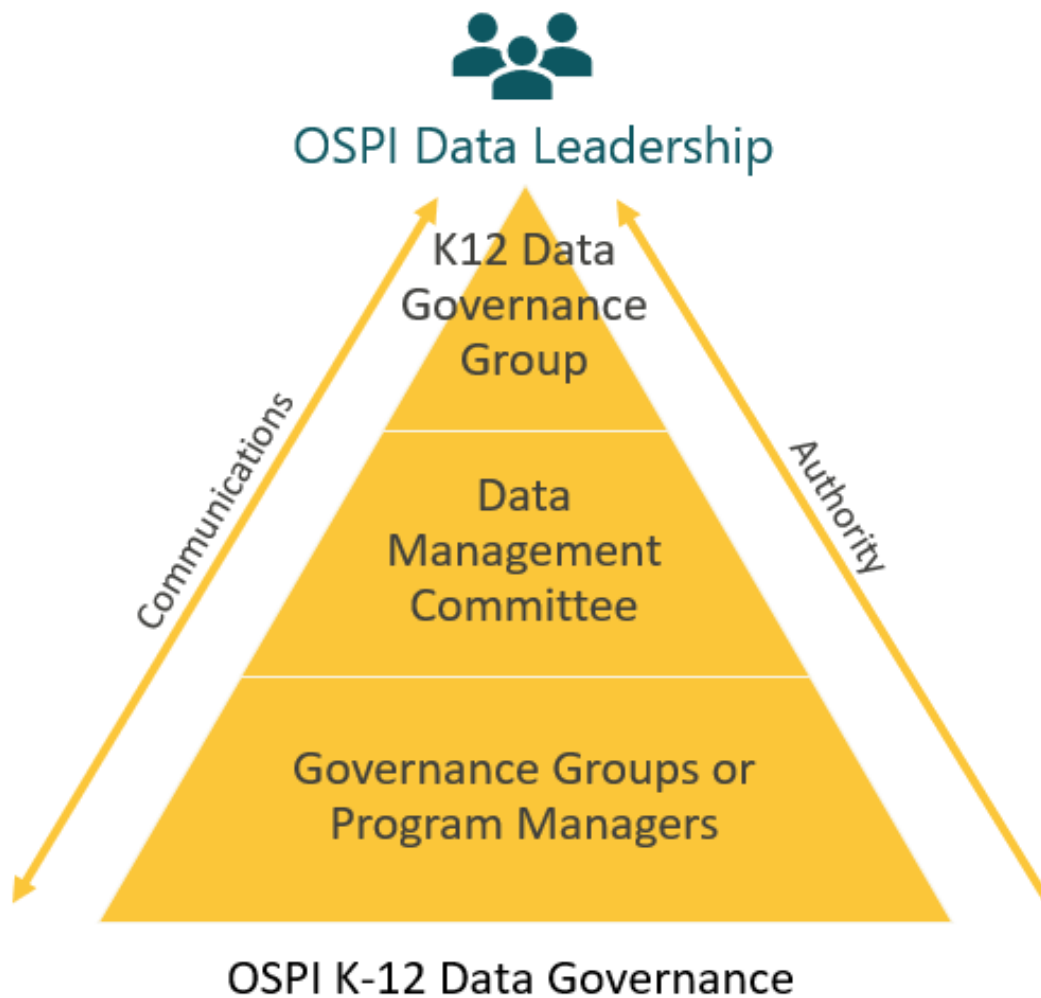 OSPI Data Leadership
K12 Data
Governance
Group
Communications
Authority
Data
Management
Committee
Governance Groups or
Program Managers
OSPI K-12 Data Governance